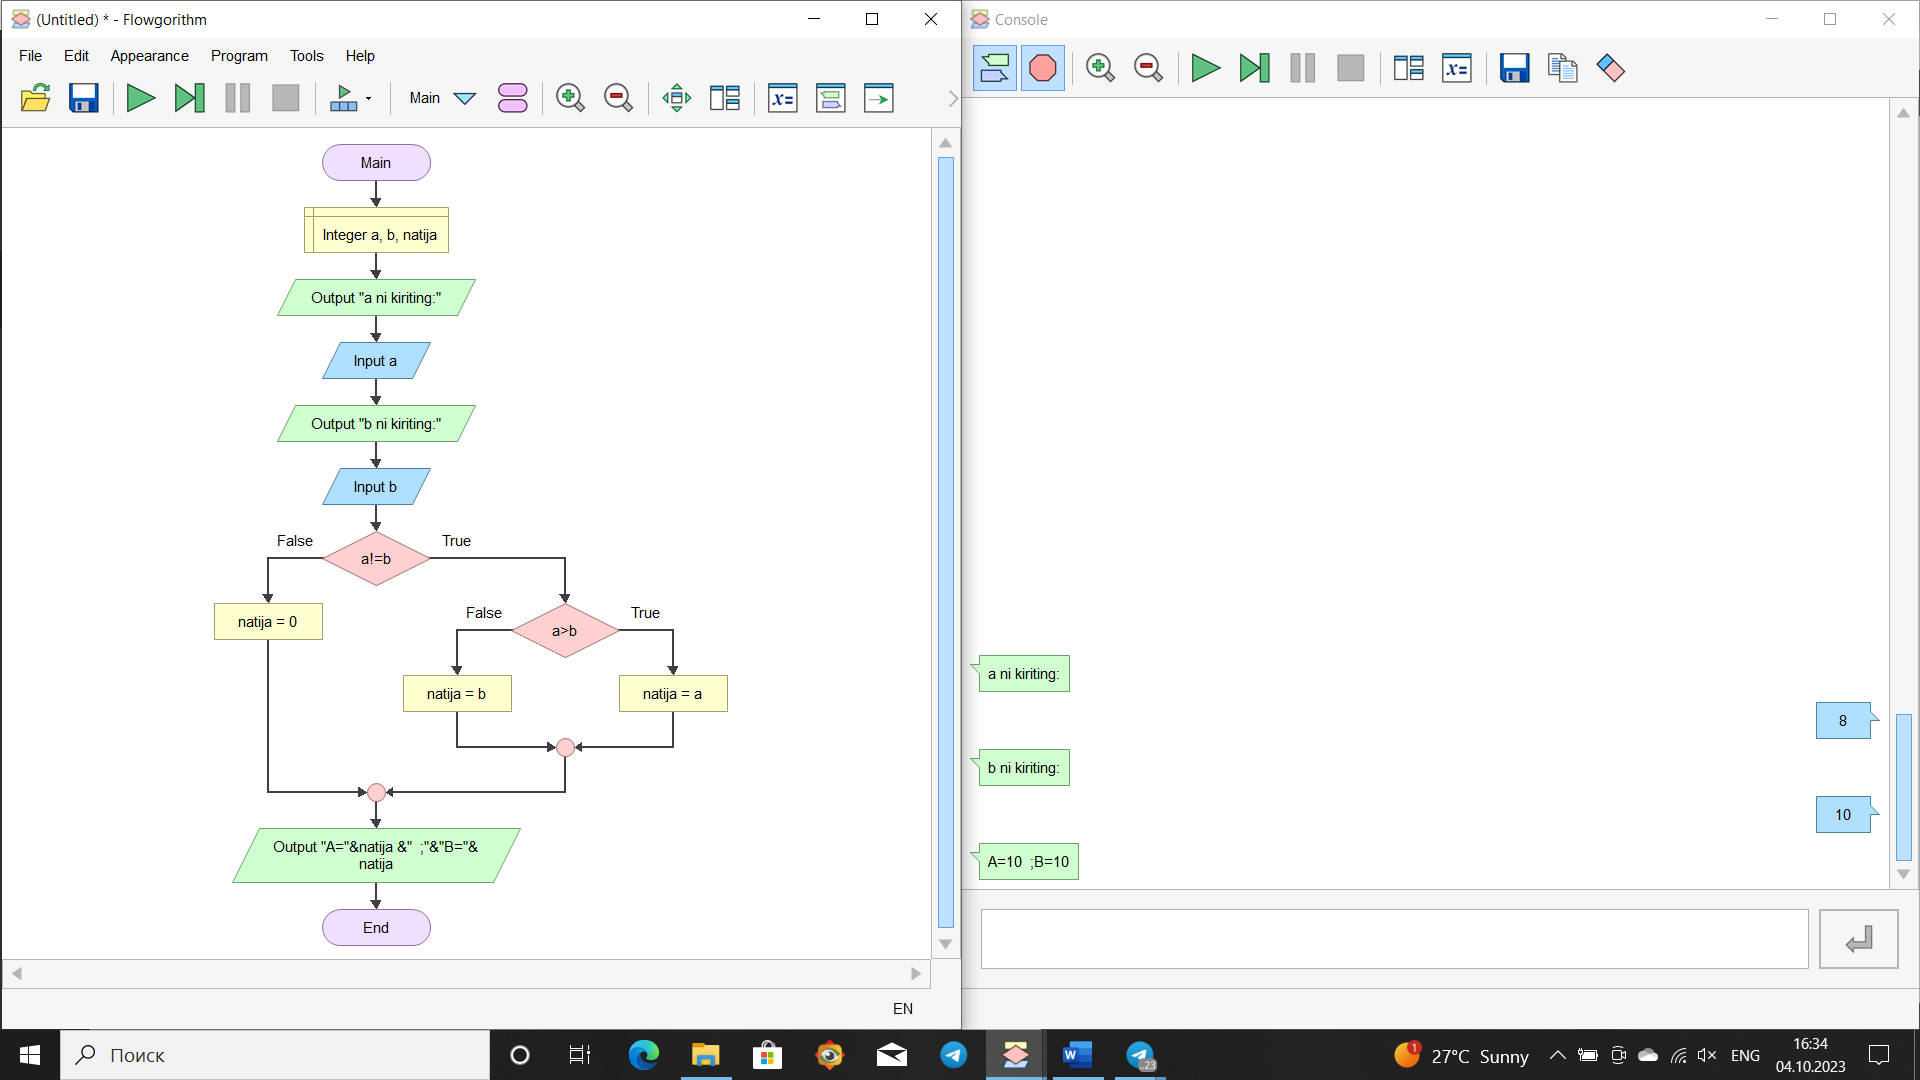 (Untitled) * - Flowgorithm
File Edit Appearance Program Tools Help
Main
x=
Main
Integer a, b, natija
Output "a ni kiriting:"
Input a
Output "b ni kiriting:"
Input b
False
True
a!=b
natija = 0
False
True
a>b
natija = b
natija = a
Output "A="&natija &"  ;"&"B="&
natija
End
EN
Console
x=
a ni kiriting:
8
b ni kiriting:
10
A=10  ;B=10
Поиск
W
23
1
27°C Sunny
ENG
16:34
04.10.2023